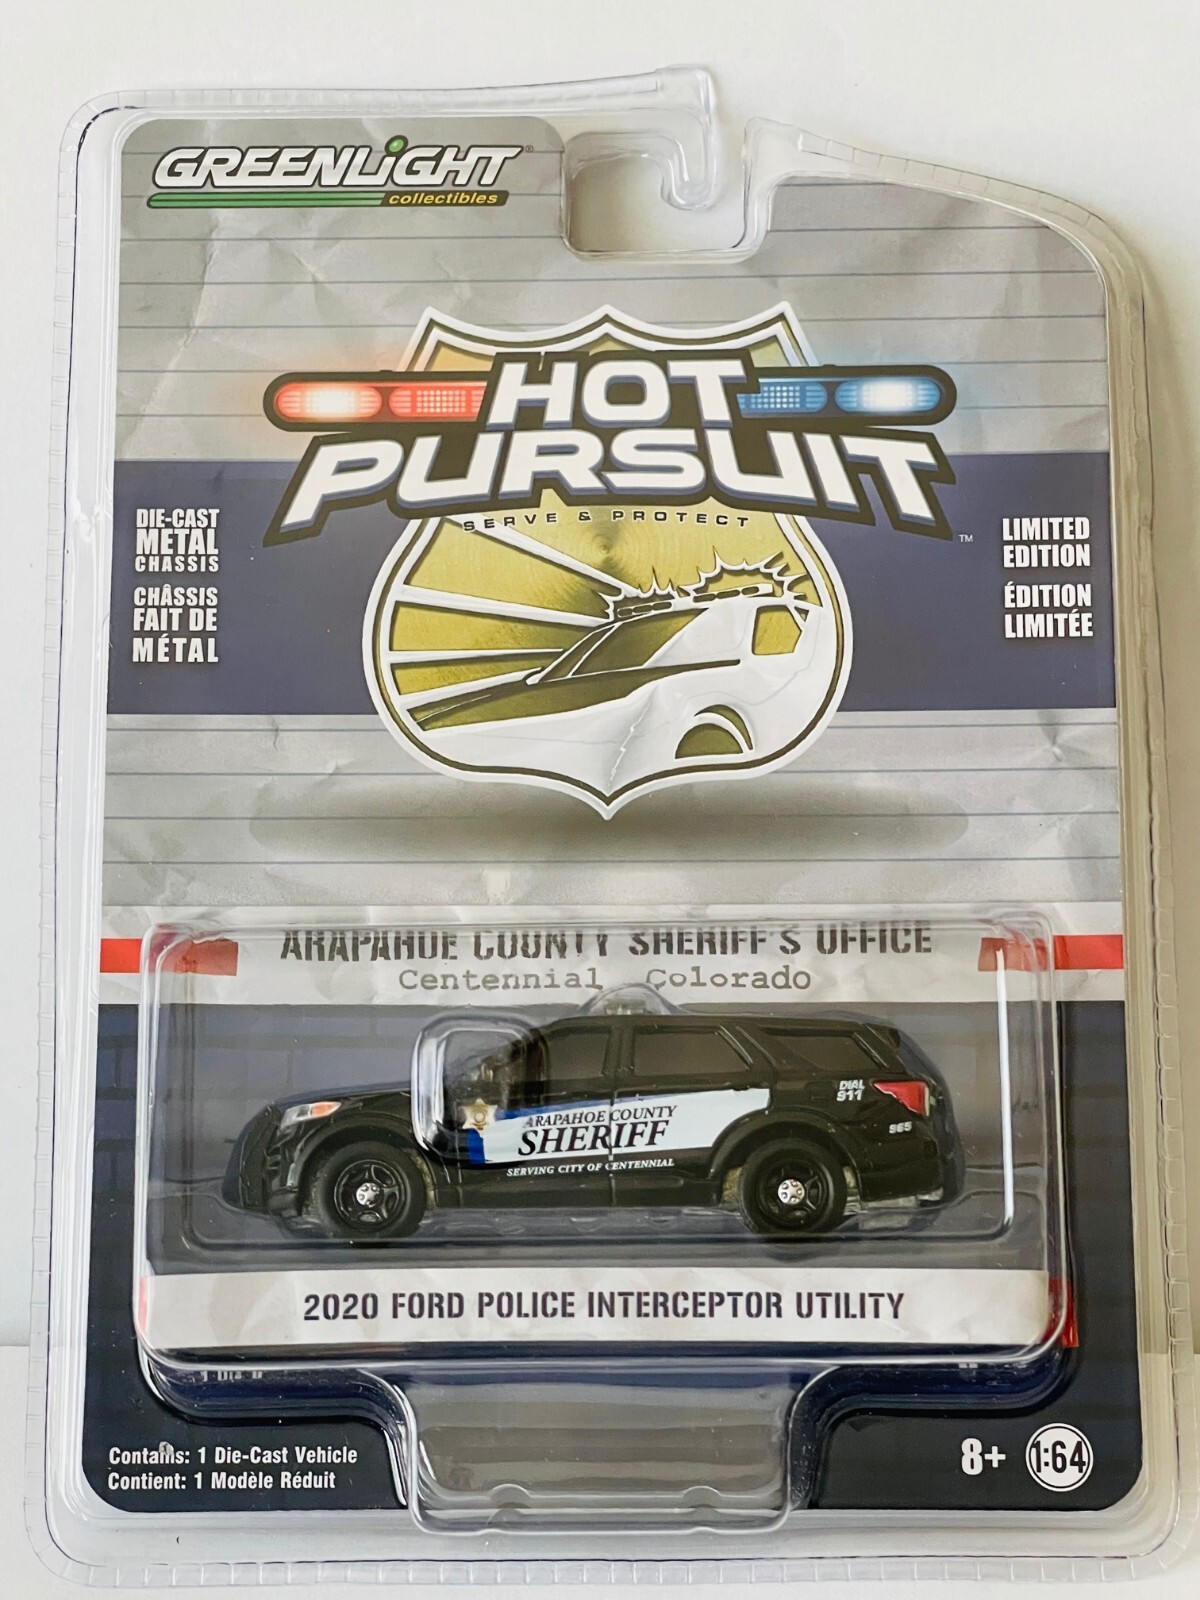 GREENLiGHT®
collectibles
HOT
PURSUIT™
SERVE & PROTECT
DIE-CAST
METAL
CHASSIS
CHÂSSIS
FAIT DE
MÉTAL
LIMITED
EDITION
ÉDITION
LIMITÉE
ARAPAHOE COUNTY SHERIFF'S OFFICE
Centennial, Colorado
DIAL
911
965
ARAPAHOE COUNTY
SHERIFF
SERVING CITY OF CENTENNIAL
2020 FORD POLICE INTERCEPTOR UTILITY
Contains: 1 Die-Cast Vehicle
Contient: 1 Modèle Réduit
8+
1:64